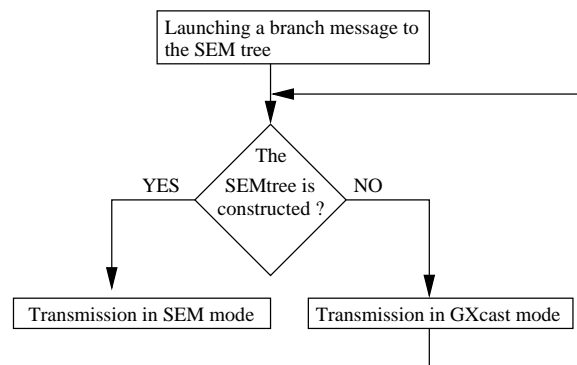 Launching a branch message to
the SEM tree
The
YES
SEMtree is
NO
constructed ?
Transmission in SEM mode
Transmission in GXcast mode